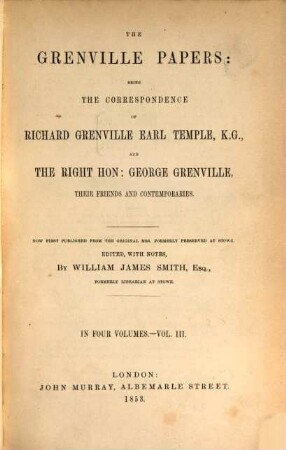 THE
GRENVILLE PAPERS:
BEING
THE CORRESPONDENCE
OF
RICHARD GRENVILLE EARL TEMPLE, K.G.,
AND
THE RIGHT HON: GEORGE GRENVILLE,
THEIR FRIENDS AND CONTEMPORARIES.
NOW FIRST PUBLISHED FROM THE ORIGINAL MSS. FORMERLY PRESERVED AT STOWE.
EDITED, WITH NOTES,
BY WILLIAM JAMES SMITH, ESQ.,
FORMERLY LIBRARIAN AT STOWE.
IN FOUR VOLUMES.—VOL. III.
LONDON:
JOHN MURRAY, ALBEMARLE STREET.
1853.